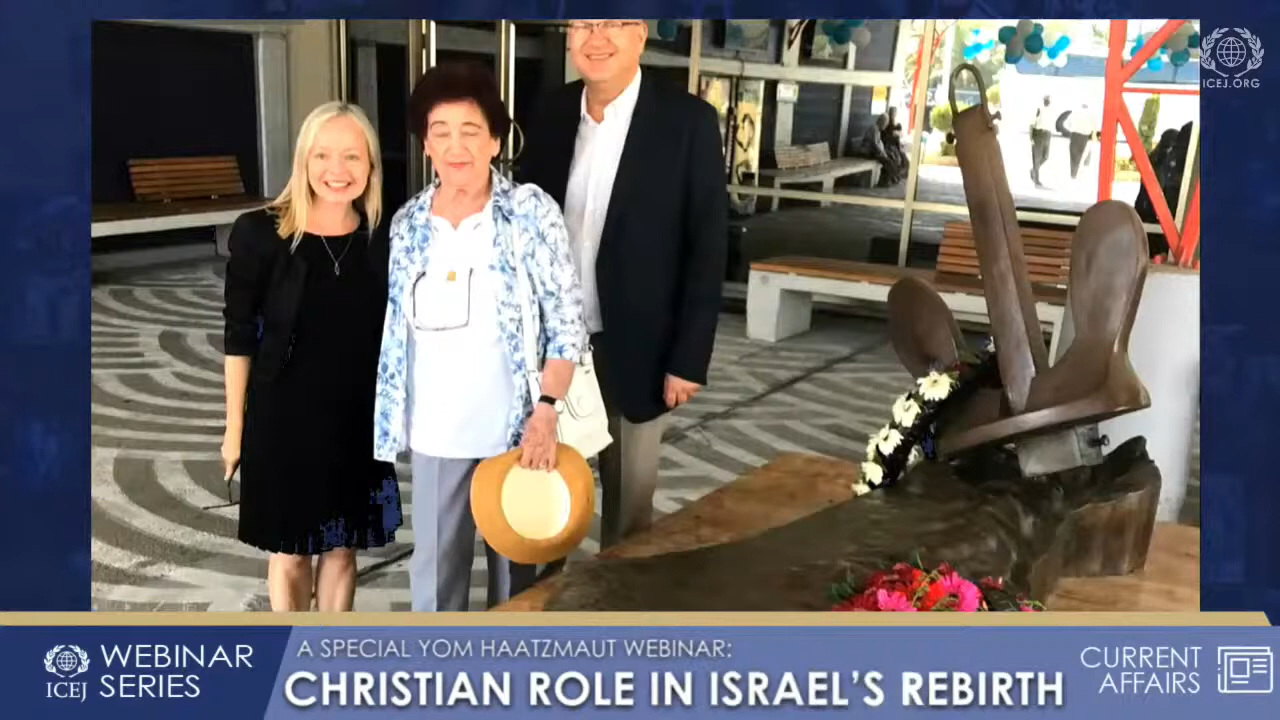 ICEJ.ORG
A SPECIAL YOM HAATZMAUT WEBINAR:
CHRISTIAN ROLE IN ISRAEL'S REBIRTH
WEBINAR
SERIES
ICEJ
CURRENT
AFFAIRS